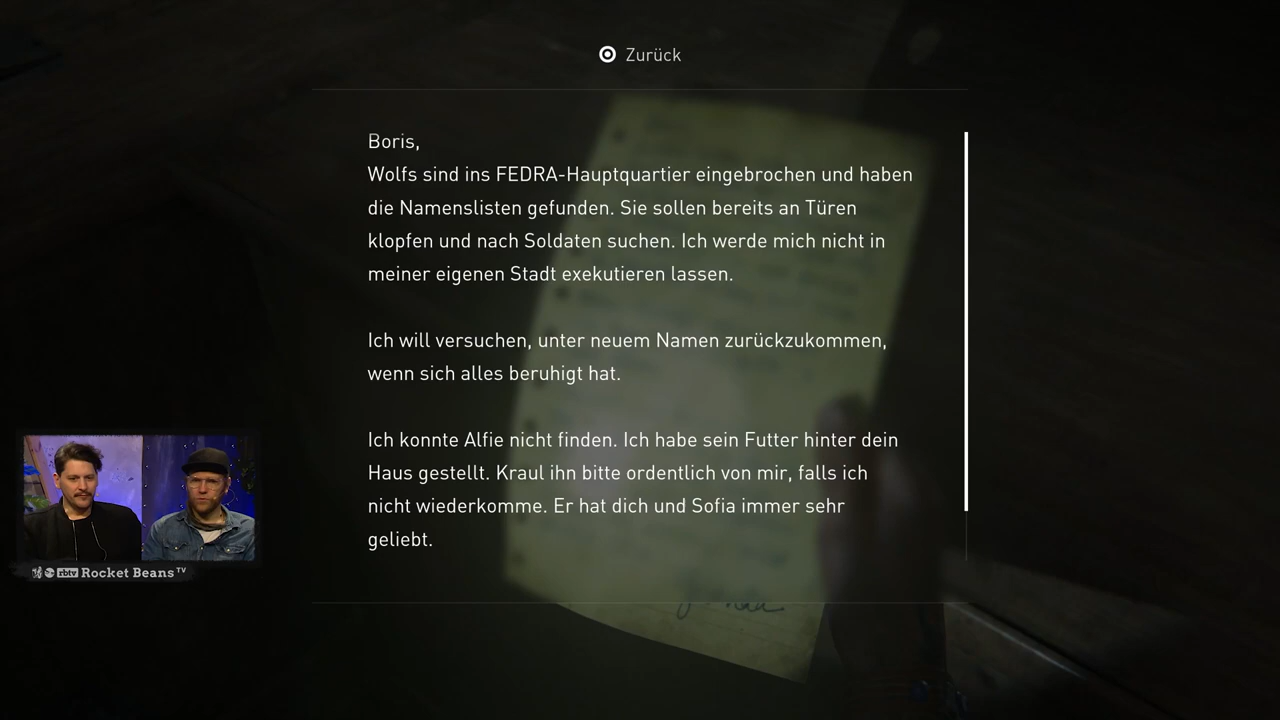 Zurück
Boris,
Wolfs sind ins FEDRA-Hauptquartier eingebrochen und haben
die Namenslisten gefunden. Sie sollen bereits an Türen
klopfen und nach Soldaten suchen. Ich werde mich nicht in
meiner eigenen Stadt exekutieren lassen.
Ich will versuchen, unter neuem Namen zurückzukommen,
wenn sich alles beruhigt hat.
Ich konnte Alfie nicht finden. Ich habe sein Futter hinter dein
Haus gestellt. Kraul ihn bitte ordentlich von mir, falls ich
nicht wiederkomme. Er hat dich und Sofia immer sehr
geliebt.
rbtv Rocket Beans TV